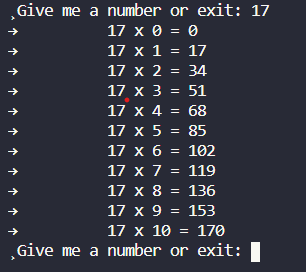 Give me a number or exit: 17
→ 17 x 0 = 0
→ 17 x 1 = 17
→ 17 x 2 = 34
→ 17 x 3 = 51
→ 17 x 4 = 68
→ 17 x 5 = 85
→ 17 x 6 = 102
→ 17 x 7 = 119
→ 17 x 8 = 136
→ 17 x 9 = 153
→ 17 x 10 = 170
Give me a number or exit: